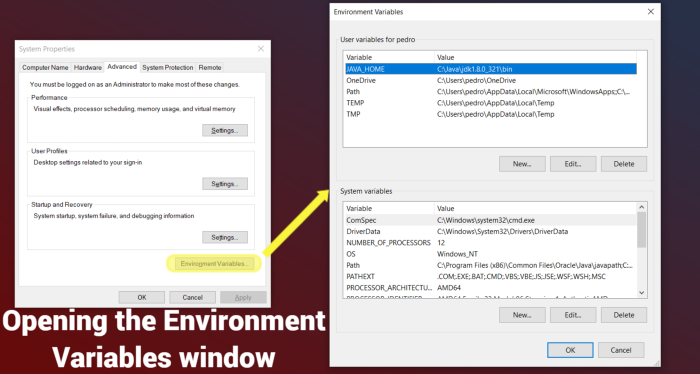 System Properties
Computer Name Hardware Advanced System Protection Remote
You must be logged on as an Administrator to make most of these changes.
Performance
Visual effects, processor scheduling, memory usage, and virtual memory
Settings...
User Profiles
Desktop settings related to your sign-in
Settings...
Startup and Recovery
System startup, system failure, and debugging information
Settings...
Environment Variables...
OK Cancel Apply
Opening the Environment
Variables window
Environment Variables
User variables for pedro
Variable Value
JAVA_HOME C:\Java\jdk1.8.0_321\bin
OneDrive C:\Users\pedro\OneDrive
Path C:\Users\pedro\AppData\Local\Microsoft\WindowsApps;C:\...
TEMP C:\Users\pedro\AppData\Local\Temp
TMP C:\Users\pedro\AppData\Local\Temp
New... Edit... Delete
System variables
Variable Value
ComSpec C:\Windows\system32\cmd.exe
DriverData C:\Windows\System32\Drivers\DriverData
NUMBER_OF_PROCESSORS 12
OS Windows_NT
Path C:\Program Files (x86)\Common Files\Oracle\Java\javapath;C:...
PATHEXT .COM;.EXE;.BAT;.CMD;.VBS;.VBE;.JS;.JSE;.WSF;.WSH;.MSC
PROCESSOR_ARCHITECTU... AMD64
New... Edit... Delete
OK Cancel